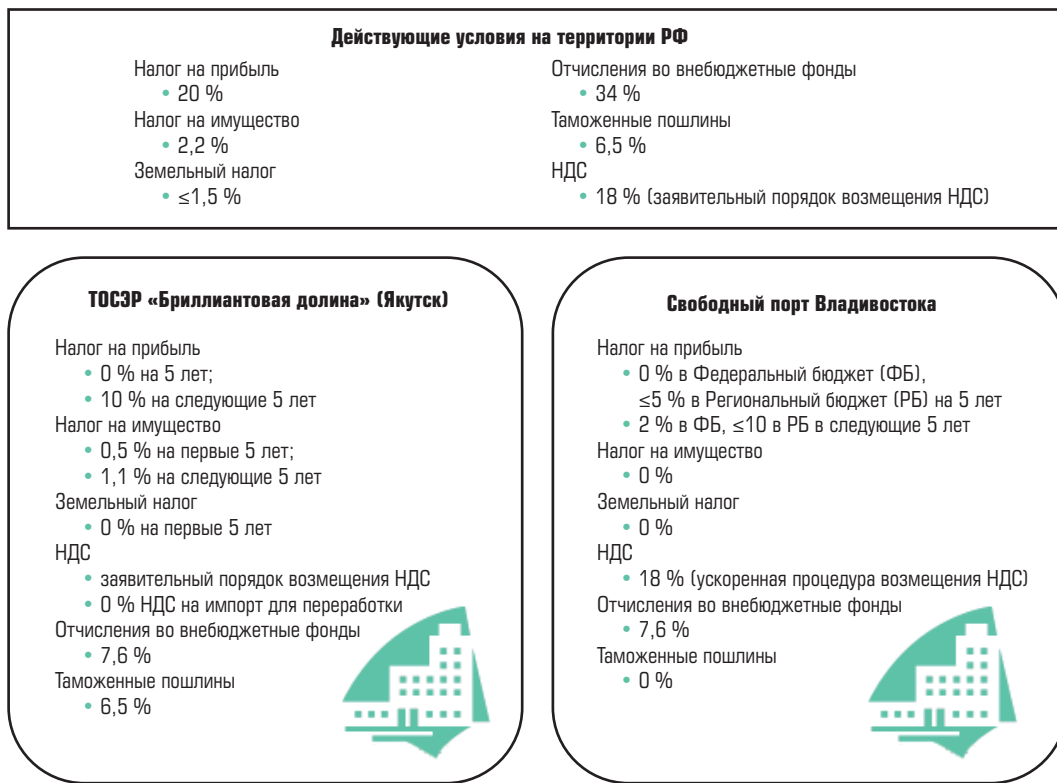 Действующие условия на территории РФ
Налог на прибыль
• 20 %
Налог на имущество
• 2,2 %
Земельный налог
• ≤1,5 %
Отчисления во внебюджетные фонды
• 34 %
Таможенные пошлины
• 6,5 %
НДС
• 18 % (заявительный порядок возмещения НДС)
ТОСЭР «Бриллиантовая долина» (Якутск)
Налог на прибыль
• 0 % на 5 лет;
• 10 % на следующие 5 лет
Налог на имущество
• 0,5 % на первые 5 лет;
• 1,1 % на следующие 5 лет
Земельный налог
• 0 % на первые 5 лет
НДС
• заявительный порядок возмещения НДС
• 0 % НДС на импорт для переработки
Отчисления во внебюджетные фонды
• 7,6 %
Таможенные пошлины
• 6,5 %
Свободный порт Владивостока
Налог на прибыль
• 0 % в Федеральный бюджет (ФБ),
≤5 % в Региональный бюджет (РБ) на 5 лет
• 2 % в ФБ, ≤10 в РБ в следующие 5 лет
Налог на имущество
• 0 %
Земельный налог
• 0 %
НДС
• 18 % (ускоренная процедура возмещения НДС)
Отчисления во внебюджетные фонды
• 7,6 %
Таможенные пошлины
• 0 %